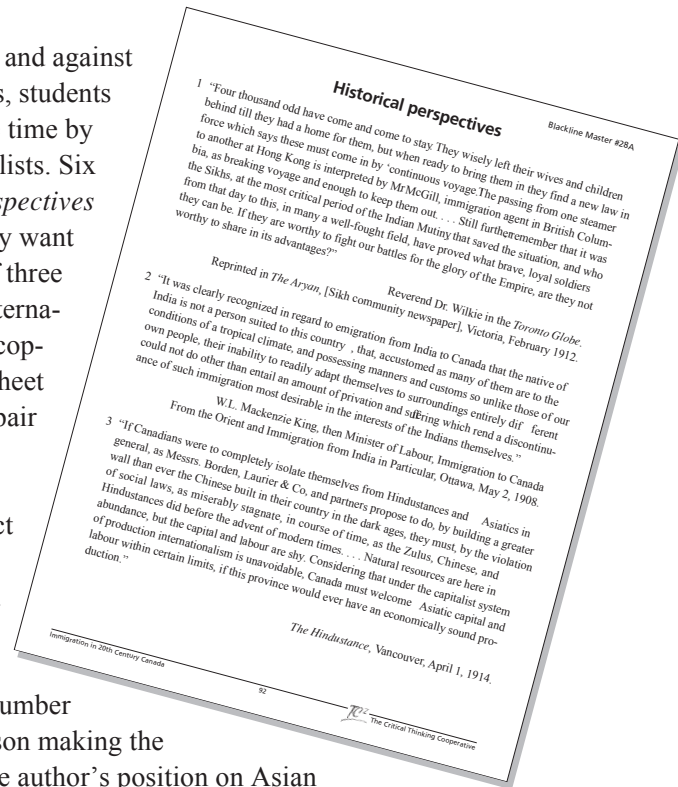 and against
s, students
time by
lists. Six
spectives
y want
f three
terna-
cop-
heet
pair
ct
umber
son making the
e author's position on Asian
Historical perspectives
Blackline Master #28A
1 “Four thousand odd have come and come to stay. They wisely left their wives and children
behind till they had a home for them, but when ready to bring them in they find a new law in
force which says these must come in by ‘continuous voyage.The passing from one steamer
to another at Hong Kong is interpreted by Mr McGill, immigration agent in British Colum-
bia, as breaking voyage and enough to keep them out. . . . Still further, remember that it was
the Sikhs, at the most critical period of the Indian Mutiny that saved the situation, and who
from that day to this, in many a well-fought field, have proved what brave, loyal soldiers
they can be. If they are worthy to fight our battles for the glory of the Empire, are they not
worthy to share in its advantages?”
Reverend Dr. Wilkie in the Toronto Globe.
Reprinted in The Aryan, [Sikh community newspaper], Victoria, February 1912.
2 “It was clearly recognized in regard to emigration from India to Canada that the native of
India is not a person suited to this country , that, accustomed as many of them are to the
conditions of a tropical climate, and possessing manners and customs so unlike those of our
own people, their inability to readily adapt themselves to surroundings entirely dif ferent
could not do other than entail an amount of privation and suffering which rend a discontinu-
ance of such immigration most desirable in the interests of the Indians themselves.”
W.L. Mackenzie King, then Minister of Labour, Immigration to Canada
From the Orient and Immigration from India in Particular, Ottawa, May 2, 1908.
3 “If Canadians were to completely isolate themselves from Hindustances and Asiatics in
general, as Messrs. Borden, Laurier & Co, and partners propose to do, by building a greater
wall than ever the Chinese built in their country in the dark ages, they must, by the violation
of social laws, as miserably stagnate, in course of time, as the Zulus, Chinese, and
Hindustances did before the advent of modern times. . . . Natural resources are here in
abundance, but the capital and labour are shy. Considering that under the capitalist system
of production internationalism is unavoidable, Canada must welcome Asiatic capital and
labour within certain limits, if this province would ever have an economically sound pro-
duction.”
The Hindustance, Vancouver, April 1, 1914.
Immigration in 20th Century Canada
92
TC2 The Critical Thinking Cooperative